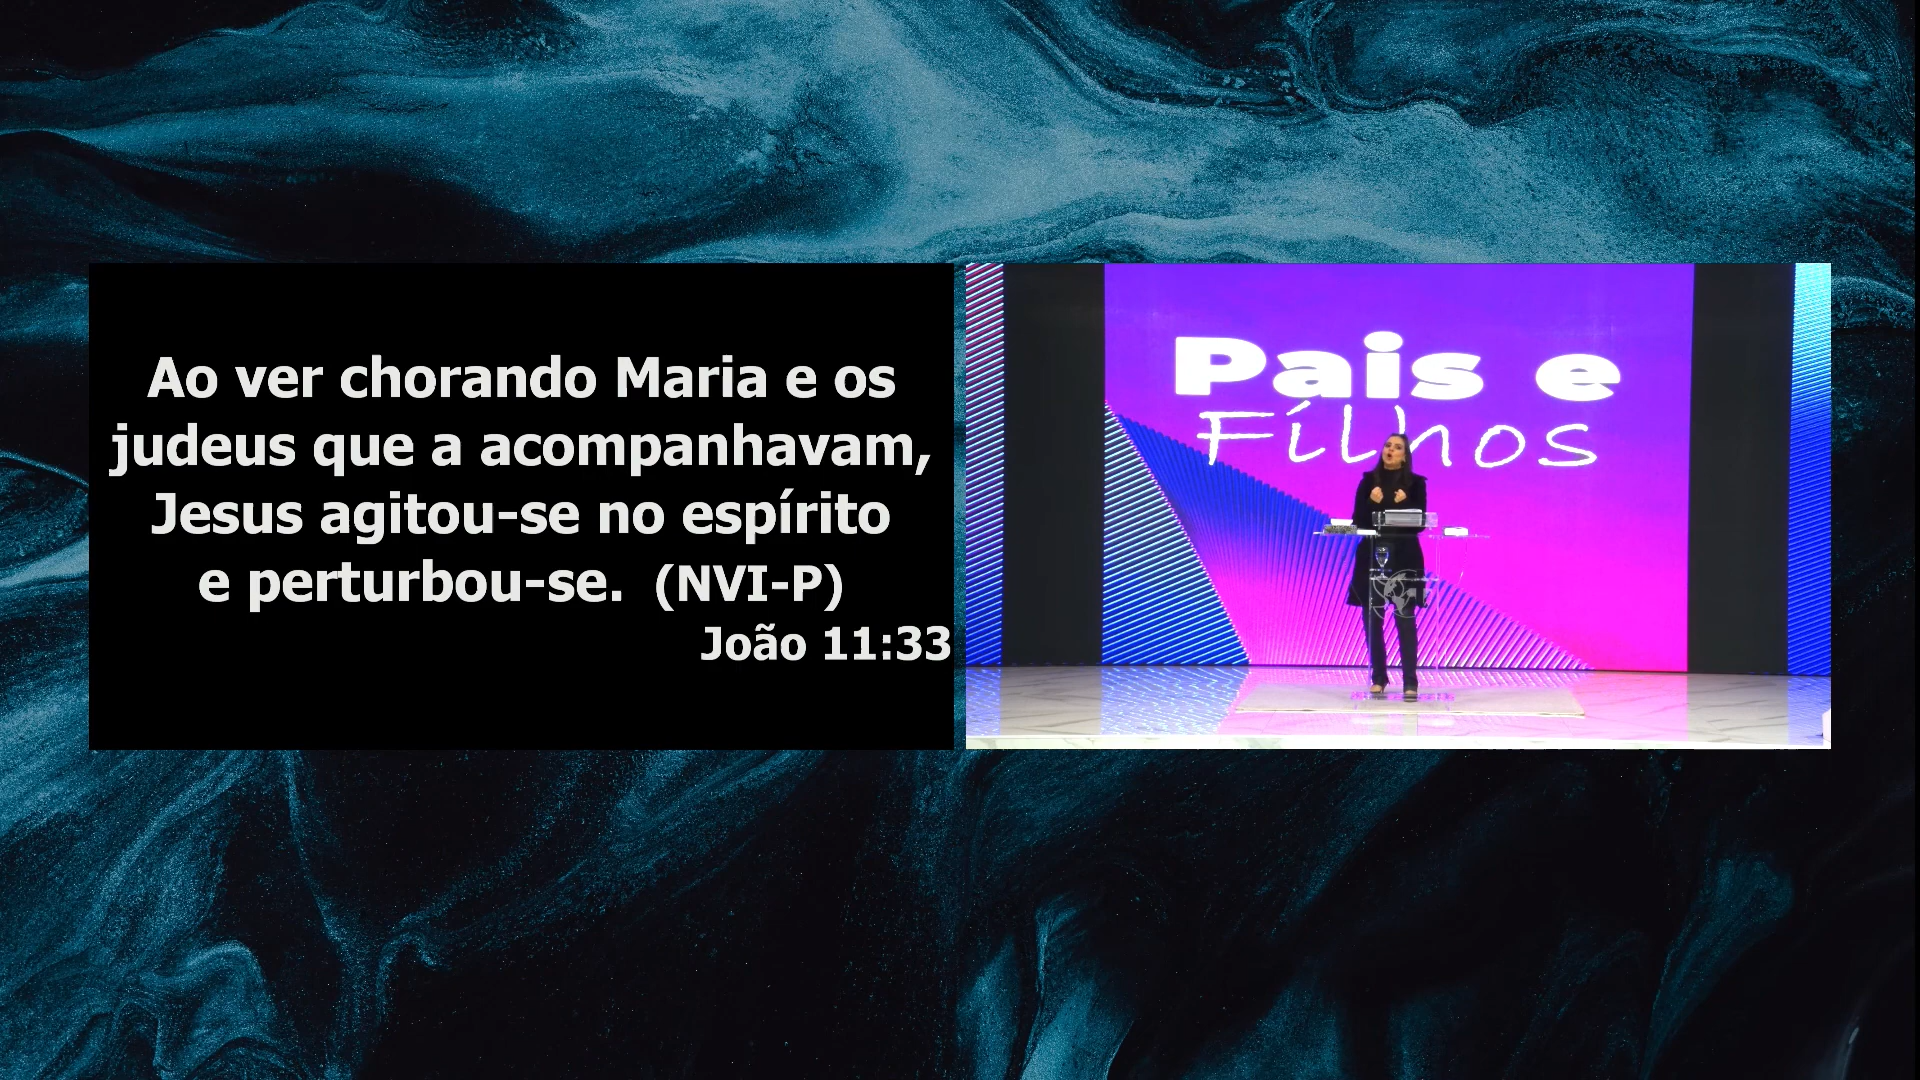 Ao ver chorando Maria e os
judeus que a acompanhavam,
Jesus agitou-se no espírito
e perturbou-se. (NVI-P)
João 11:33
Pais e
Filhos